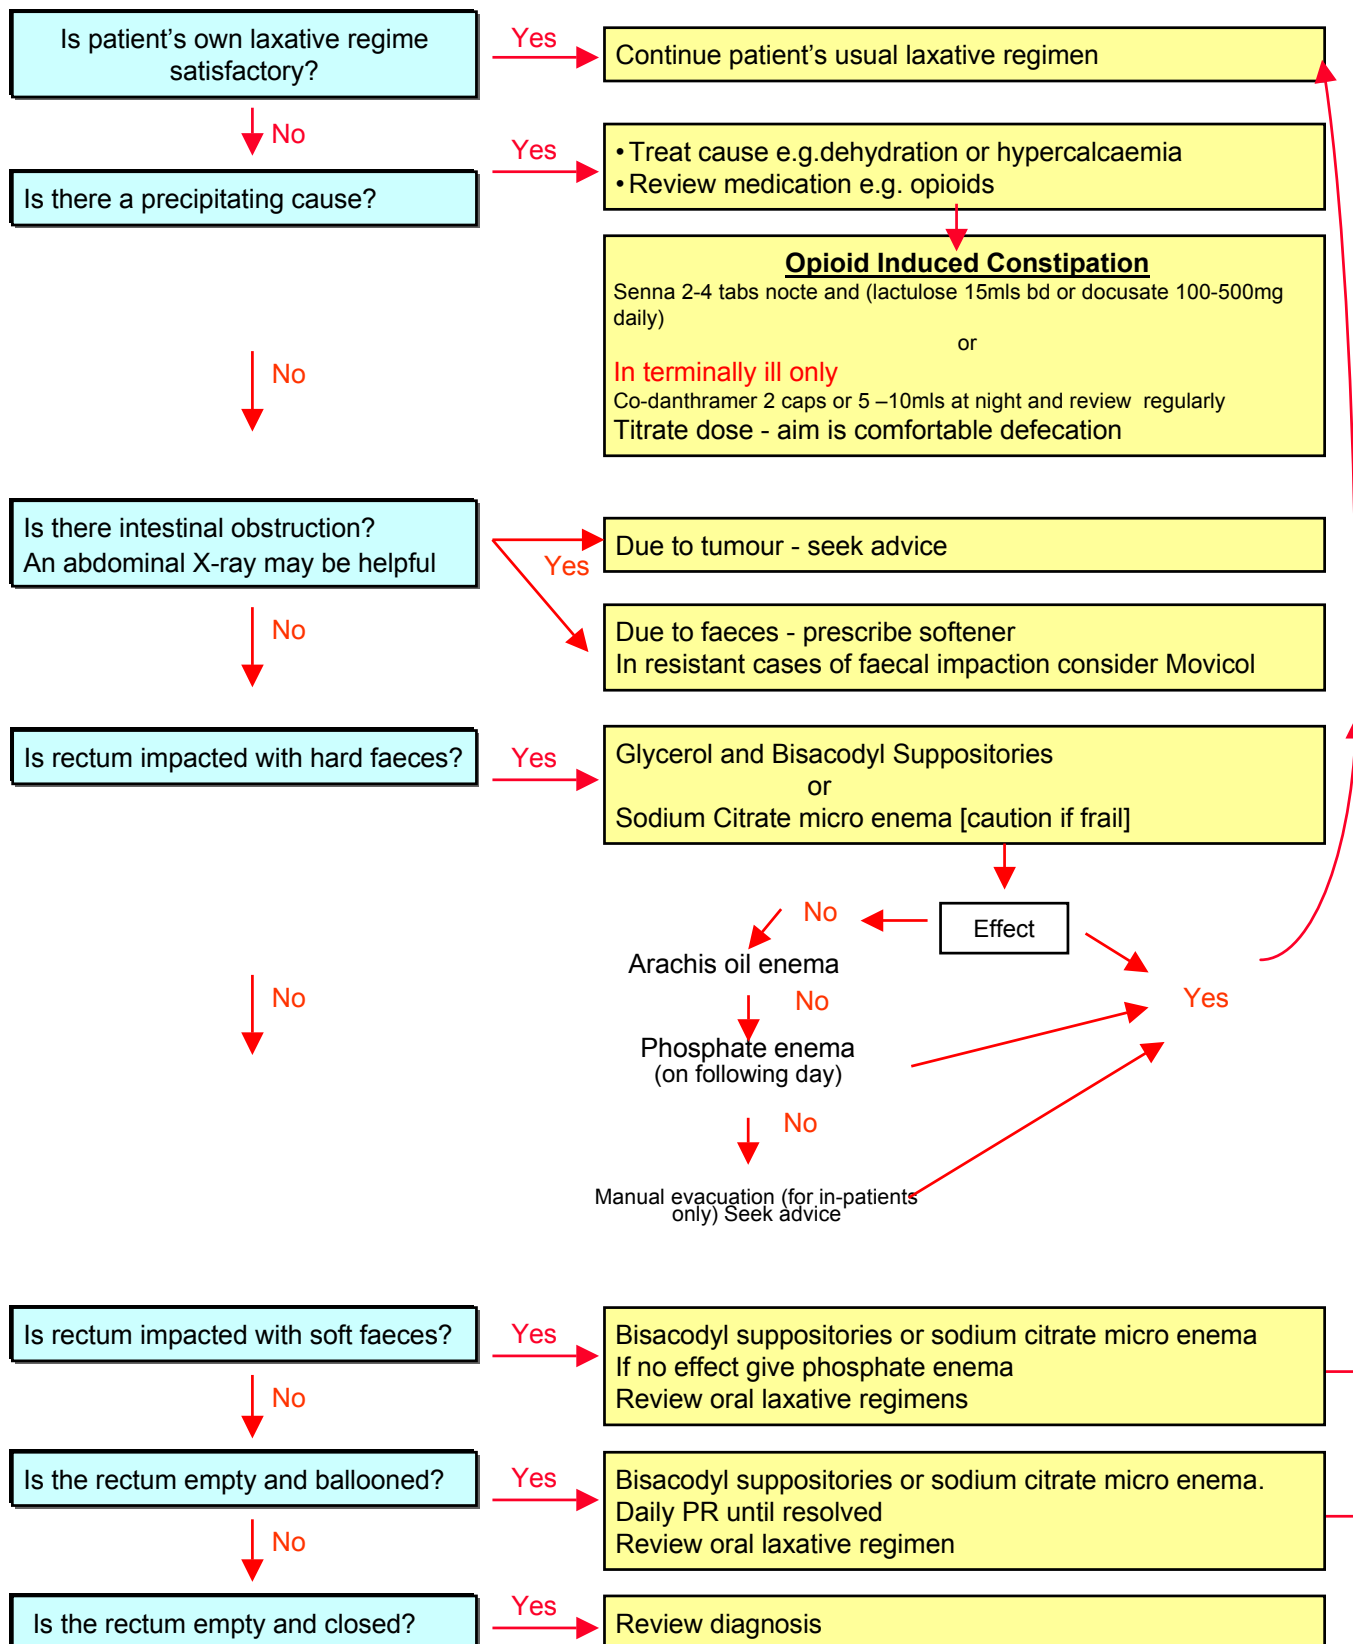 Is patient's own laxative regime
satisfactory?
Yes
Continue patient's usual laxative regimen
No
Is there a precipitating cause?
Yes
• Treat cause e.g.dehydration or hypercalcaemia
• Review medication e.g. opioids
Opioid Induced Constipation
Senna 2-4 tabs nocte and (lactulose 15mls bd or docusate 100-500mg
daily)
or
In terminally ill only
Co-danthramer 2 caps or 5 –10mls at night and review regularly
Titrate dose - aim is comfortable defecation
No
Is there intestinal obstruction?
An abdominal X-ray may be helpful
Yes
Due to tumour - seek advice
Due to faeces - prescribe softener
In resistant cases of faecal impaction consider Movicol
No
Is rectum impacted with hard faeces?
Yes
Glycerol and Bisacodyl Suppositories
or
Sodium Citrate micro enema [caution if frail]
Effect
No
Arachis oil enema
No
Yes
Phosphate enema
(on following day)
No
Manual evacuation (for in-patients
only) Seek advice
No
Is rectum impacted with soft faeces?
Yes
Bisacodyl suppositories or sodium citrate micro enema
If no effect give phosphate enema
Review oral laxative regimens
No
Is the rectum empty and ballooned?
Yes
Bisacodyl suppositories or sodium citrate micro enema.
Daily PR until resolved
Review oral laxative regimen
No
Is the rectum empty and closed?
Yes
Review diagnosis